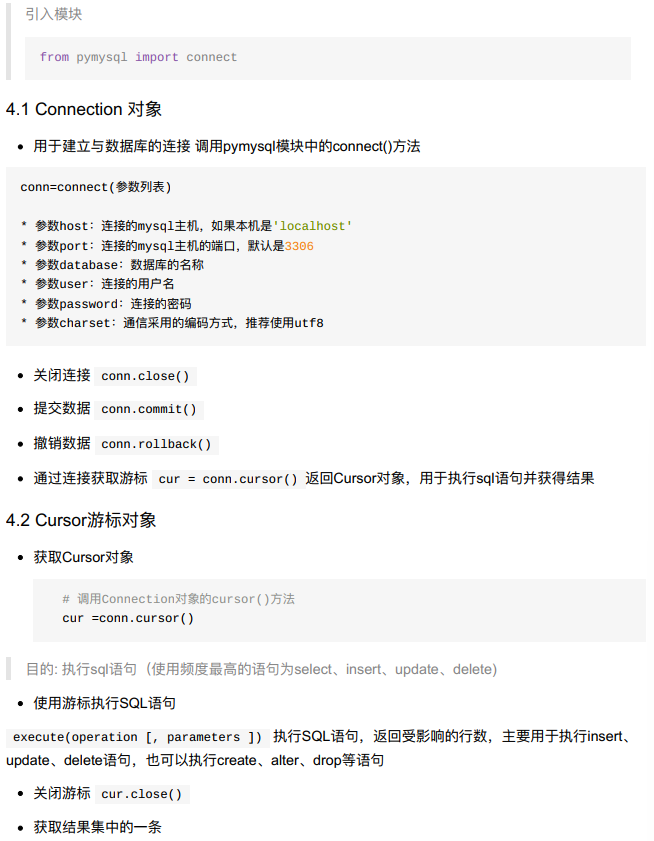 引入模块
from pymysql import connect
4.1 Connection 对象
• 用于建立与数据库的连接 调用pymysql模块中的connect()方法
conn=connect(参数列表)
* 参数host：连接的mysql主机，如果本机是'localhost'
* 参数port：连接的mysql主机的端口，默认是3306
* 参数database：数据库的名称
* 参数user：连接的用户名
* 参数password：连接的密码
* 参数charset：通信采用的编码方式，推荐使用utf8
• 关闭连接 conn.close()
• 提交数据 conn.commit()
• 撤销数据 conn.rollback()
• 通过连接获取游标 cur = conn.cursor() 返回Cursor对象，用于执行sql语句并获得结果
4.2 Cursor游标对象
• 获取Cursor对象
# 调用Connection对象的cursor()方法
cur =conn.cursor()
目的: 执行sql语句（使用频度最高的语句为select、insert、update、delete)
• 使用游标执行SQL语句
execute(operation [, parameters ]) 执行SQL语句，返回受影响的行数，主要用于执行insert、
update、delete语句，也可以执行create、alter、drop等语句
• 关闭游标 cur.close()
• 获取结果集中的一条